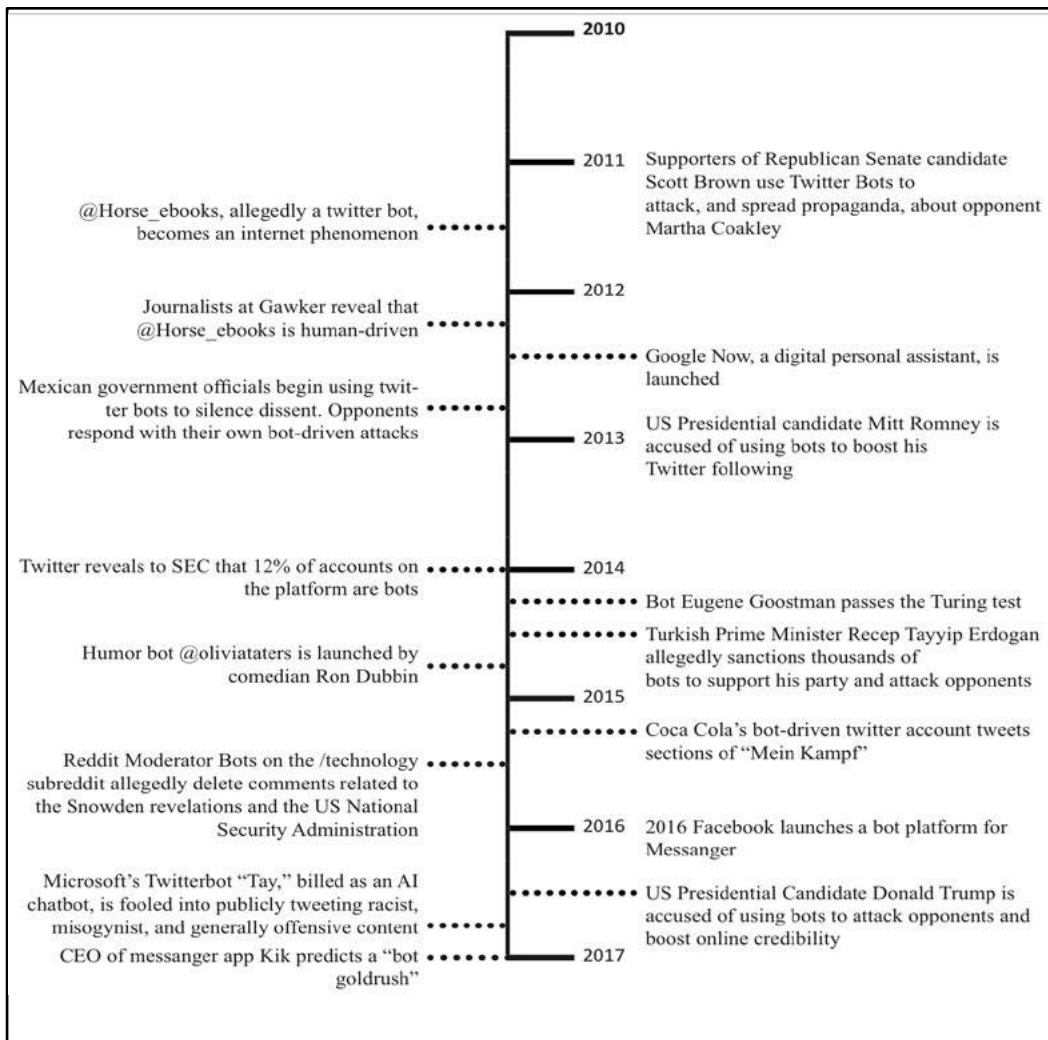 2010
2011
Supporters of Republican Senate candidate
Scott Brown use Twitter Bots to
attack, and spread propaganda, about opponent
Martha Coakley
@Horse_ebooks, allegedly a twitter bot,
becomes an internet phenomenon
2012
Journalists at Gawker reveal that
@Horse_ebooks is human-driven
Google Now, a digital personal assistant, is
launched
Mexican government officials begin using twit-
ter bots to silence dissent. Opponents
respond with their own bot-driven attacks
2013
US Presidential candidate Mitt Romney is
accused of using bots to boost his
Twitter following
Twitter reveals to SEC that 12% of accounts on
the platform are bots
2014
Bot Eugene Goostman passes the Turing test
Turkish Prime Minister Recep Tayyip Erdogan
allegedly sanctions thousands of
bots to support his party and attack opponents
Humor bot @oliviataters is launched by
comedian Ron Dubbin
2015
Coca Cola's bot-driven twitter account tweets
sections of "Mein Kampf"
Reddit Moderator Bots on the /technology
subreddit allegedly delete comments related to
the Snowden revelations and the US National
Security Administration
2016
2016 Facebook launches a bot platform for
Messanger
US Presidential Candidate Donald Trump is
accused of using bots to attack opponents and
boost online credibility
Microsoft's Twitterbot "Tay," billed as an AI
chatbot, is fooled into publicly tweeting racist,
misogynist, and generally offensive content
CEO of messanger app Kik predicts a "bot
goldrush"
2017